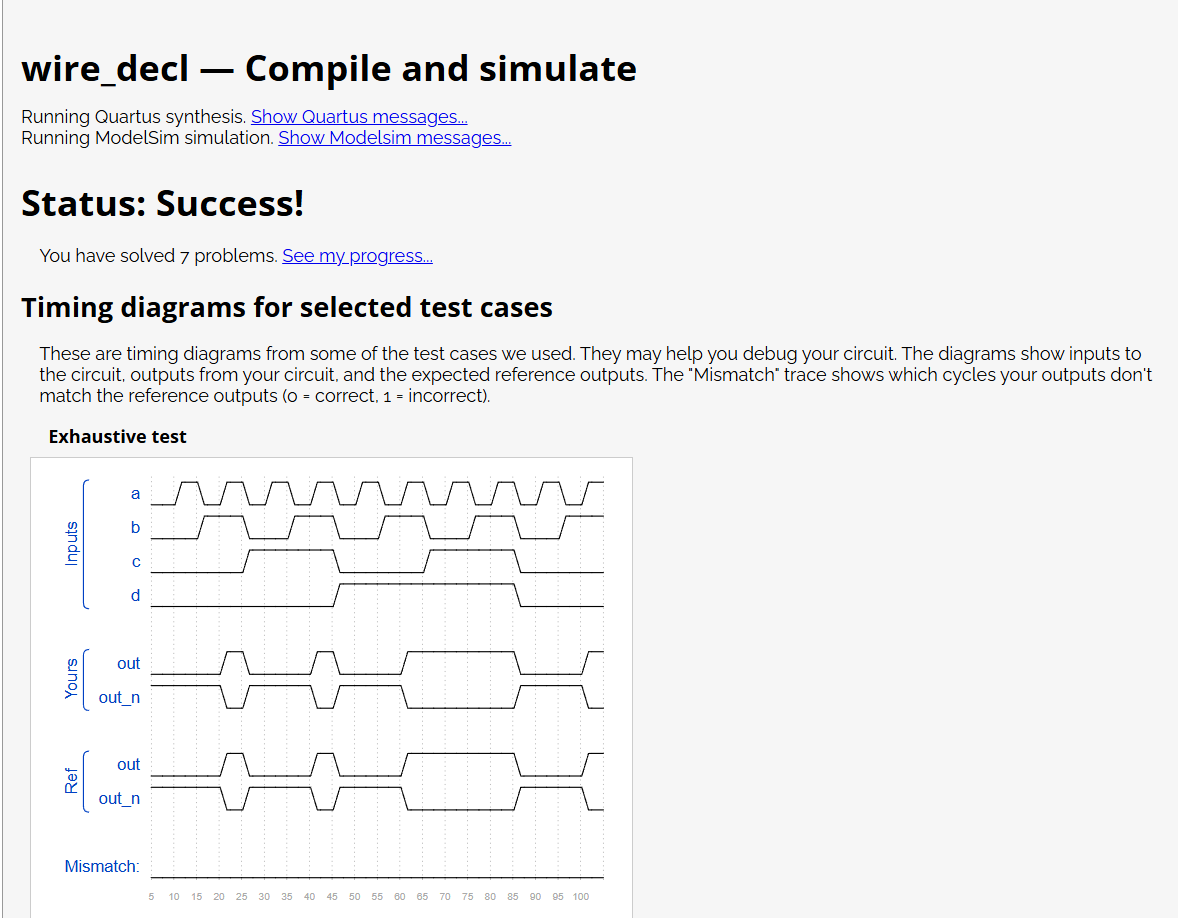 wire_decl — Compile and simulate
Running Quartus synthesis. Show Quartus messages...
Running ModelSim simulation. Show Modelsim messages...
Status: Success!
You have solved 7 problems. See my progress...
Timing diagrams for selected test cases
These are timing diagrams from some of the test cases we used. They may help you debug your circuit. The diagrams show inputs to
the circuit, outputs from your circuit, and the expected reference outputs. The "Mismatch" trace shows which cycles your outputs don't
match the reference outputs (0 = correct, 1 = incorrect).
Exhaustive test
Inputs
a
b
c
d
Yours
out
out_n
Ref
out
out_n
Mismatch:
5 10 15 20 25 30 35 40 45 50 55 60 65 70 75 80 85 90 95 100